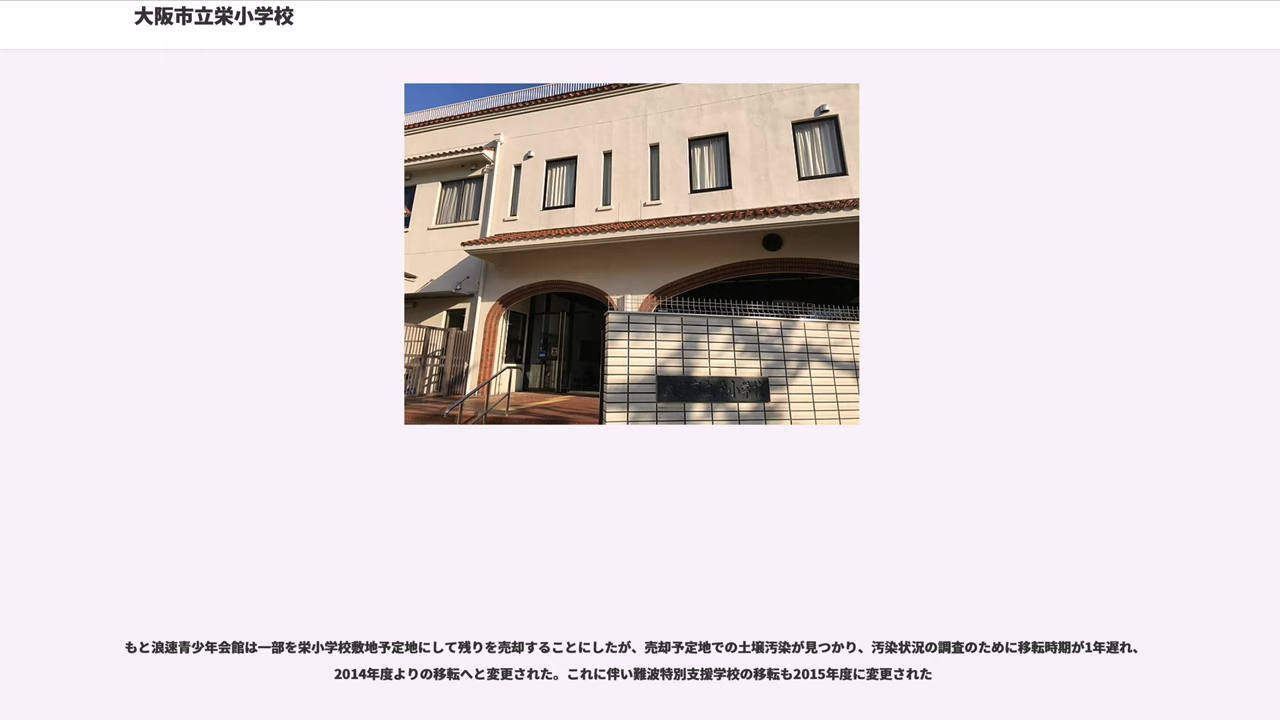 大阪市立栄小学校
もと浪速青少年会館は一部を栄小学校敷地予定地にして残りを売却することにしたが、売却予定地での土壌汚染が見つかり、汚染状況の調査のために移転時期が1年遅れ、
2014年度よりの移転へと変更された。これに伴い難波特別支援学校の移転も2015年度に変更された